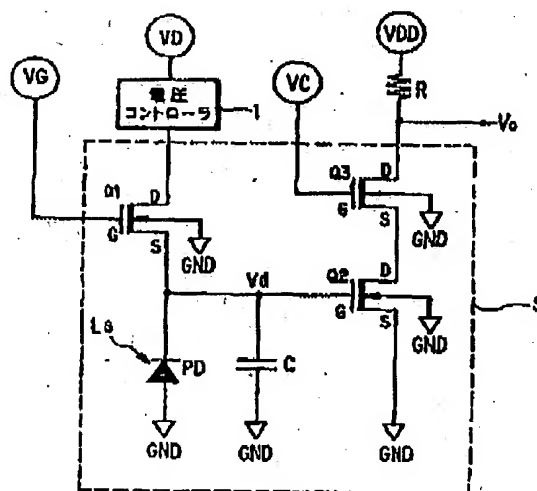 VG
VD
電圧
コントローラ
1
VC
VDD
R
Vo
Q1
D
G
S
GND
Q3
D
G
S
GND
Vd
Q2
D
G
S
GND
Ls
PD
C
GND
GND
GND
S